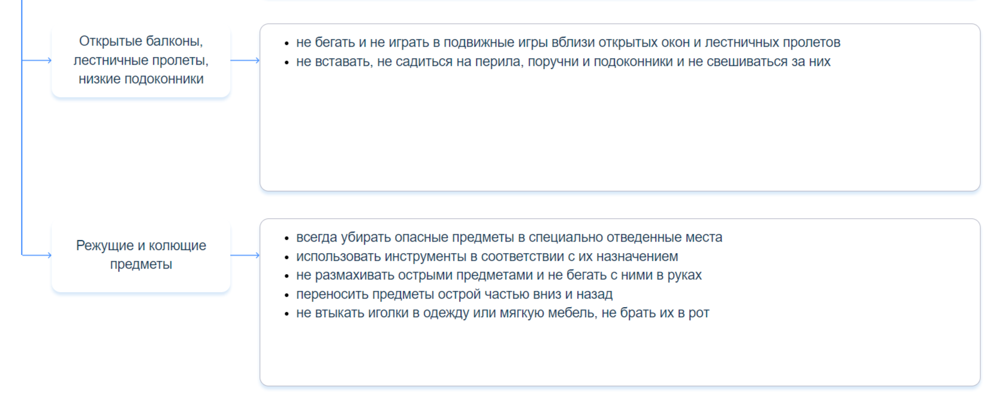 Открытые балконы,
лестничные пролеты,
низкие подоконники
не бегать и не играть в подвижные игры вблизи открытых окон и лестничных пролетов
не вставать, не садиться на перила, поручни и подоконники и не свешиваться за них
Режущие и колющие
предметы
всегда убирать опасные предметы в специально отведенные места
использовать инструменты в соответствии с их назначением
не размахивать острыми предметами и не бегать с ними в руках
переносить предметы острой частью вниз и назад
не втыкать иголки в одежду или мягкую мебель, не брать их в рот